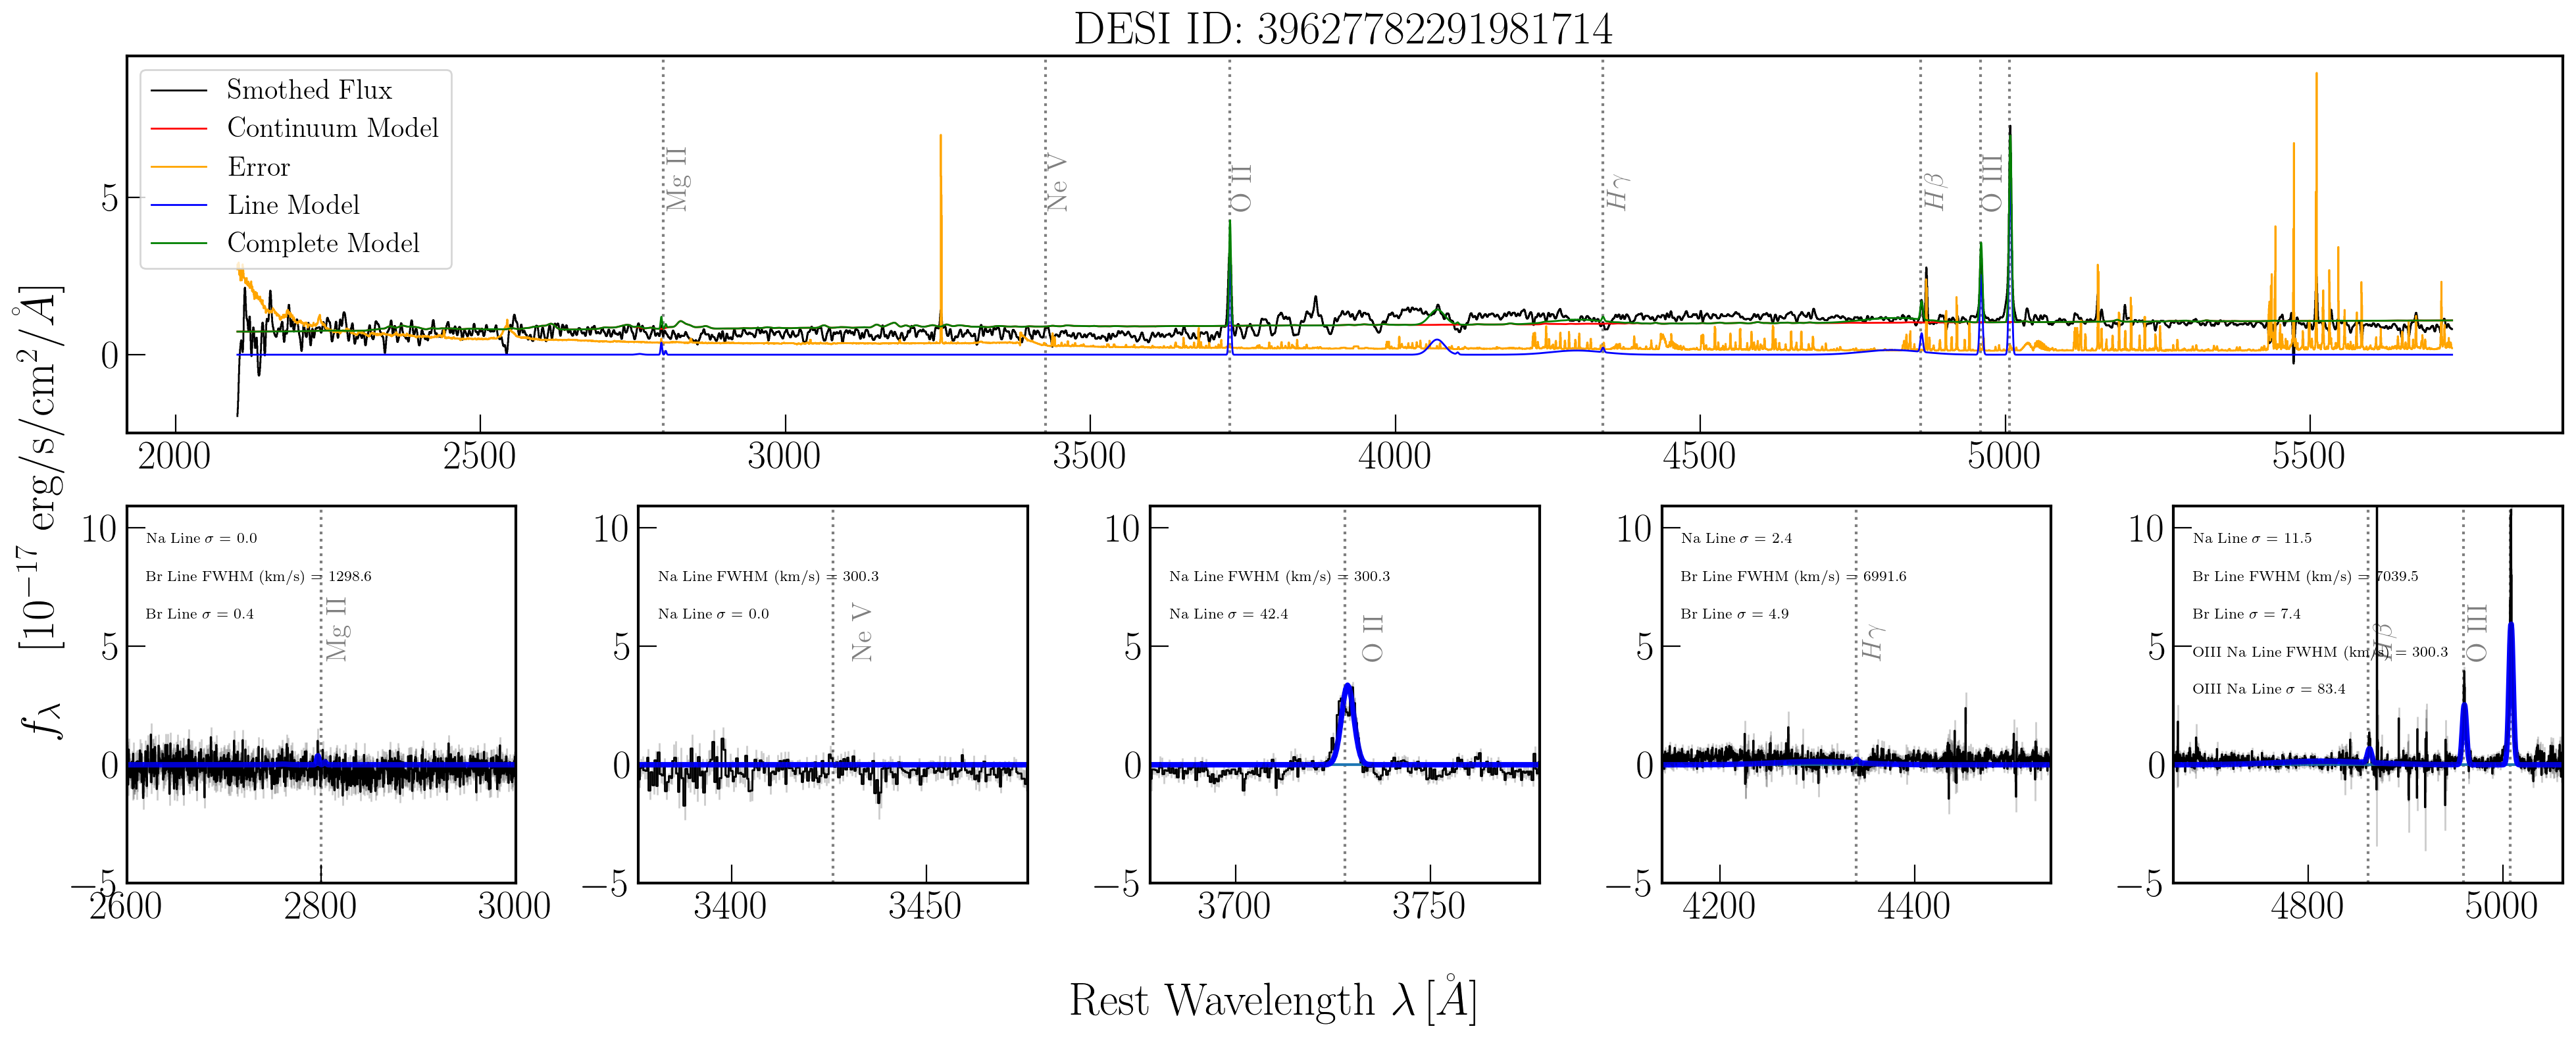 DESI ID: 39627782291981714
Smothed Flux
Continuum Model
Error
Line Model
Complete Model
Mg II
Ne V
O II
Hγ
Hβ
O III
5
0
2000 2500 3000 3500 4000 4500 5000 5500
fλ [10⁻¹⁷ erg/s/cm²/Å]
10
5
0
−5
Na Line σ = 0.0
Br Line FWHM (km/s) = 1298.6
Br Line σ = 0.4
Mg II
2600 2800 3000
10
5
0
−5
Na Line FWHM (km/s) = 300.3
Na Line σ = 0.0
Ne V
3400 3450
10
5
0
−5
Na Line FWHM (km/s) = 300.3
Na Line σ = 42.4
O II
3700 3750
10
5
0
−5
Na Line σ = 2.4
Br Line FWHM (km/s) = 6991.6
Br Line σ = 4.9
Hγ
4200 4400
10
5
0
−5
Na Line σ = 11.5
Br Line FWHM (km/s) = 7039.5
Br Line σ = 7.4
OIII Na Line FWHM (km/s) = 300.3
OIII Na Line σ = 83.4
Hβ
O III
4800 5000
Rest Wavelength λ [Å]